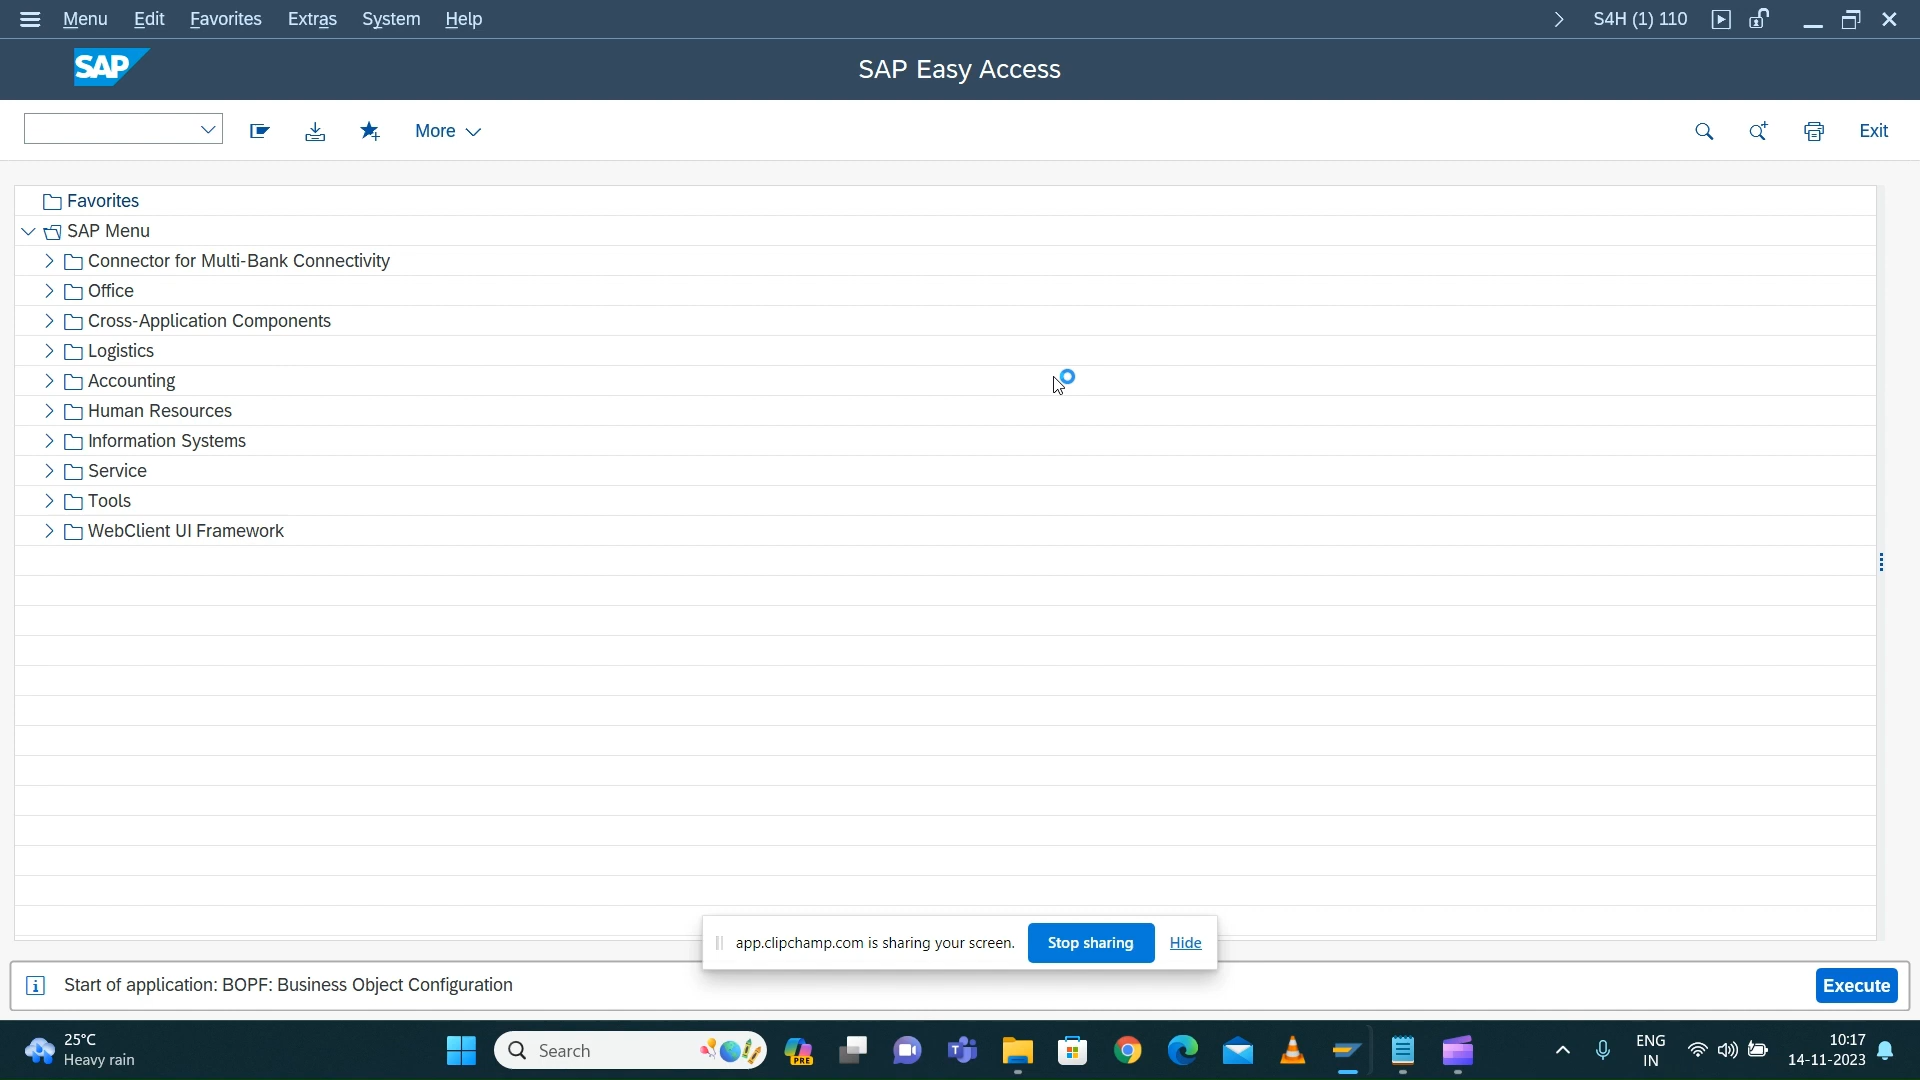 Menu Edit Favorites Extras System Help S4H (1) 110
SAP SAP Easy Access
More Exit
Favorites
SAP Menu
Connector for Multi-Bank Connectivity
Office
Cross-Application Components
Logistics
Accounting
Human Resources
Information Systems
Service
Tools
WebClient UI Framework
app.clipchamp.com is sharing your screen. Stop sharing Hide
Start of application: BOPF: Business Object Configuration Execute
25°C
Heavy rain
Search
PRE
ENG
IN
10:17
14-11-2023